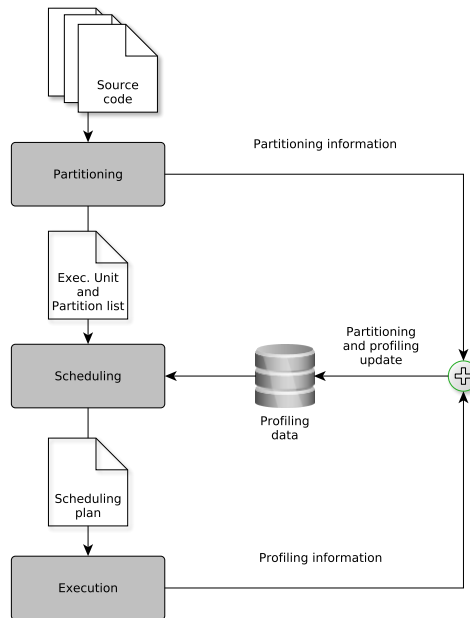 Source
code
Partitioning information
Partitioning
Exec. Unit
and
Partition list
Partitioning
and profiling
update
Scheduling
Profiling
data
Scheduling
plan
Profiling information
Execution